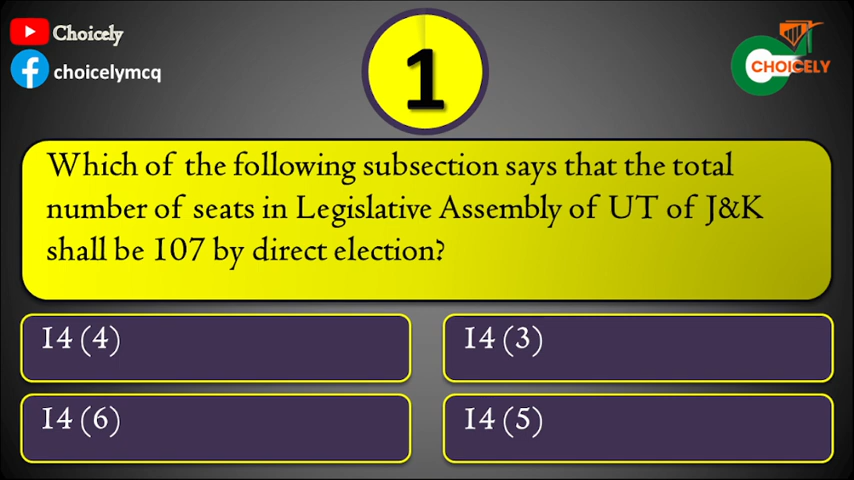 Choicely
choicelymcq
1
CHOICELY
Which of the following subsection says that the total
number of seats in Legislative Assembly of UT of J&K
shall be 107 by direct election?
14 (4)
14 (3)
14 (6)
14 (5)